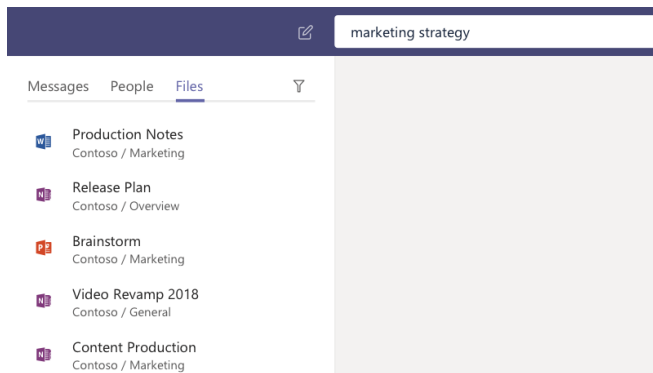 marketing strategy
Messages People Files
Production Notes
Contoso / Marketing
Release Plan
Contoso / Overview
Brainstorm
Contoso / Marketing
Video Revamp 2018
Contoso / General
Content Production
Contoso / Marketing